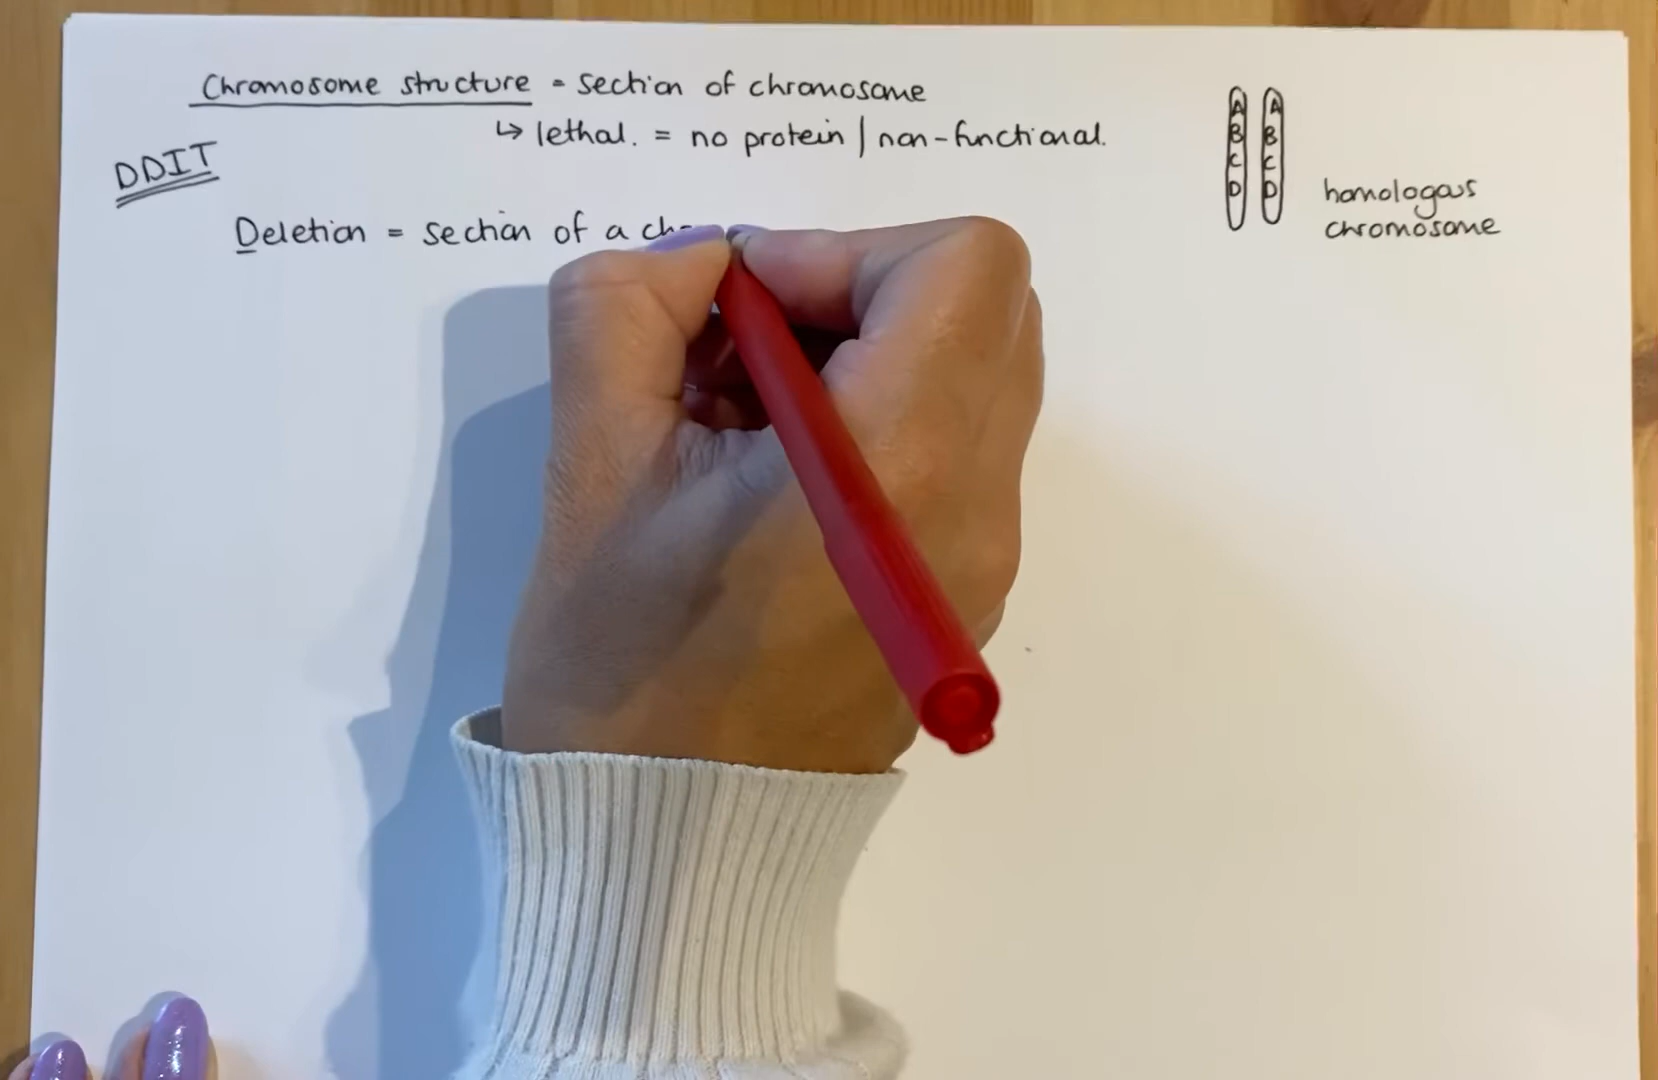 Chromosome structure = section of chromosome
↳ lethal. = no protein | non-functional.
DDIT
Deletion = section of a
A A
B B
C C
D D
homologous
chromosome